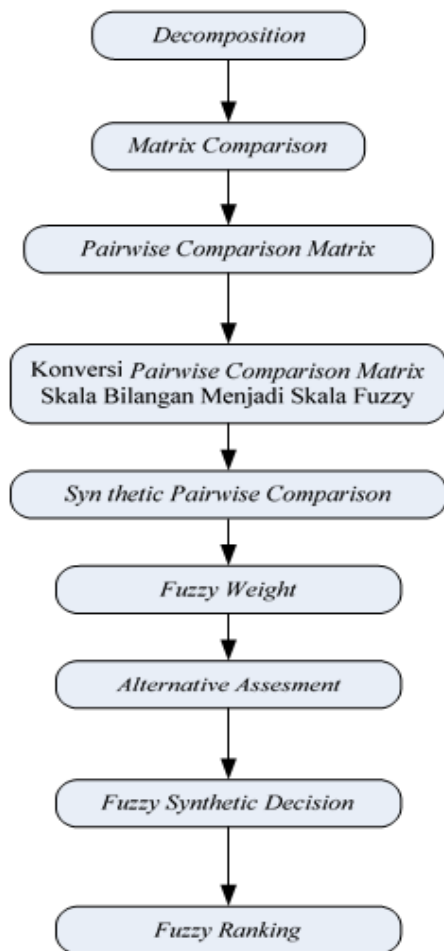 Decomposition
Matrix Comparison
Pairwise Comparison Matrix
Konversi Pairwise Comparison Matrix
Skala Bilangan Menjadi Skala Fuzzy
Syn thetic Pairwise Comparison
Fuzzy Weight
Alternative Assesment
Fuzzy Synthetic Decision
Fuzzy Ranking